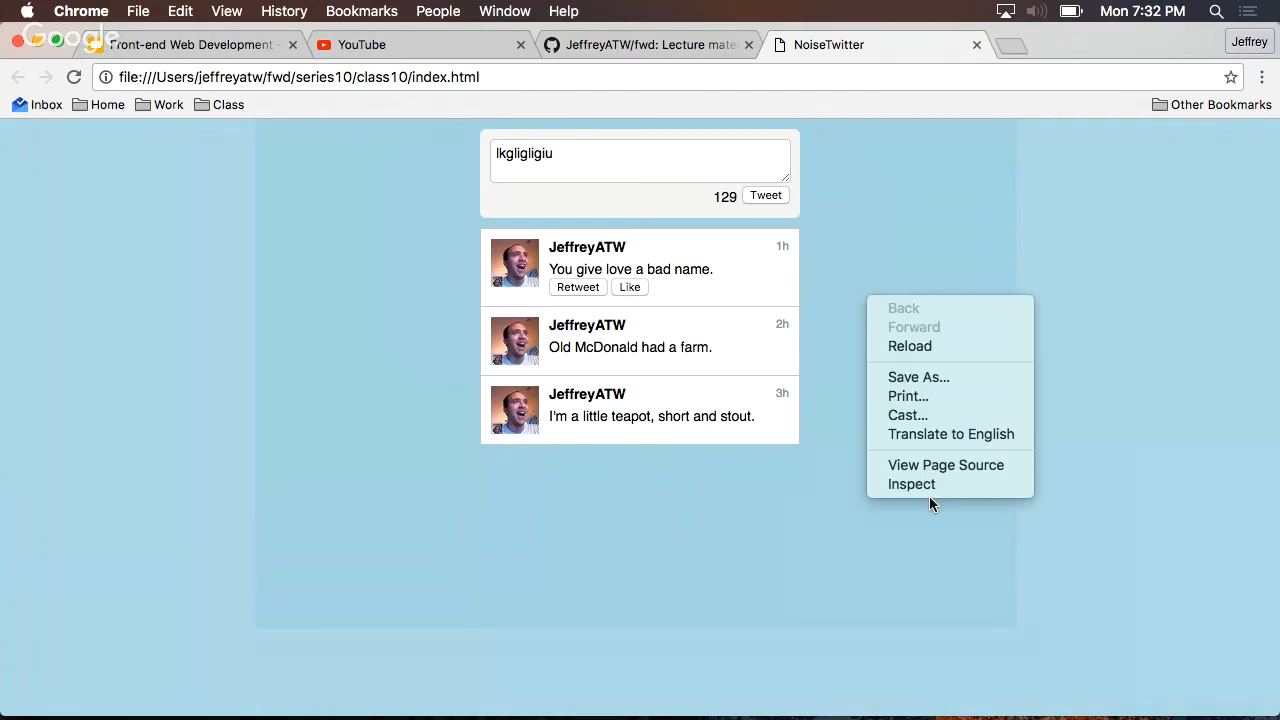 Chrome File Edit View History Bookmarks People Window Help Mon 7:32 PM
Google
Front-end Web Development - YouTube JeffreyATW/fwd: Lecture mate NoiseTwitter Jeffrey
file:///Users/jeffreyatw/fwd/series10/class10/index.html
Inbox Home Work Class Other Bookmarks
lkgligligiu
129 Tweet
JeffreyATW 1h
You give love a bad name.
Retweet Like
JeffreyATW 2h
Old McDonald had a farm.
JeffreyATW 3h
I'm a little teapot, short and stout.
Back
Forward
Reload
Save As...
Print...
Cast...
Translate to English
View Page Source
Inspect